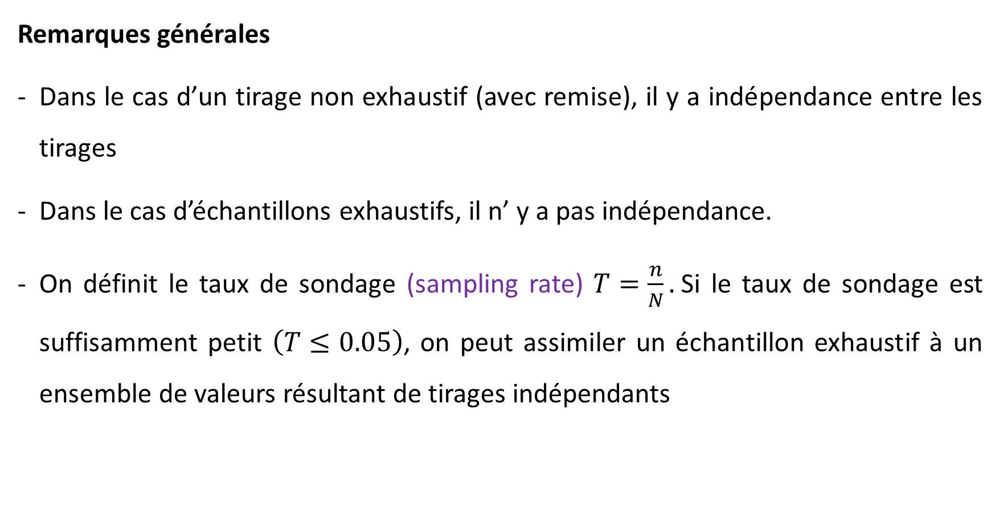 Remarques générales
- Dans le cas d’un tirage non exhaustif (avec remise), il y a indépendance entre les
tirages
- Dans le cas d’échantillons exhaustifs, il n’ y a pas indépendance.
- On définit le taux de sondage (sampling rate) T = n/N. Si le taux de sondage est
suffisamment petit (T ≤ 0.05), on peut assimiler un échantillon exhaustif à un
ensemble de valeurs résultant de tirages indépendants